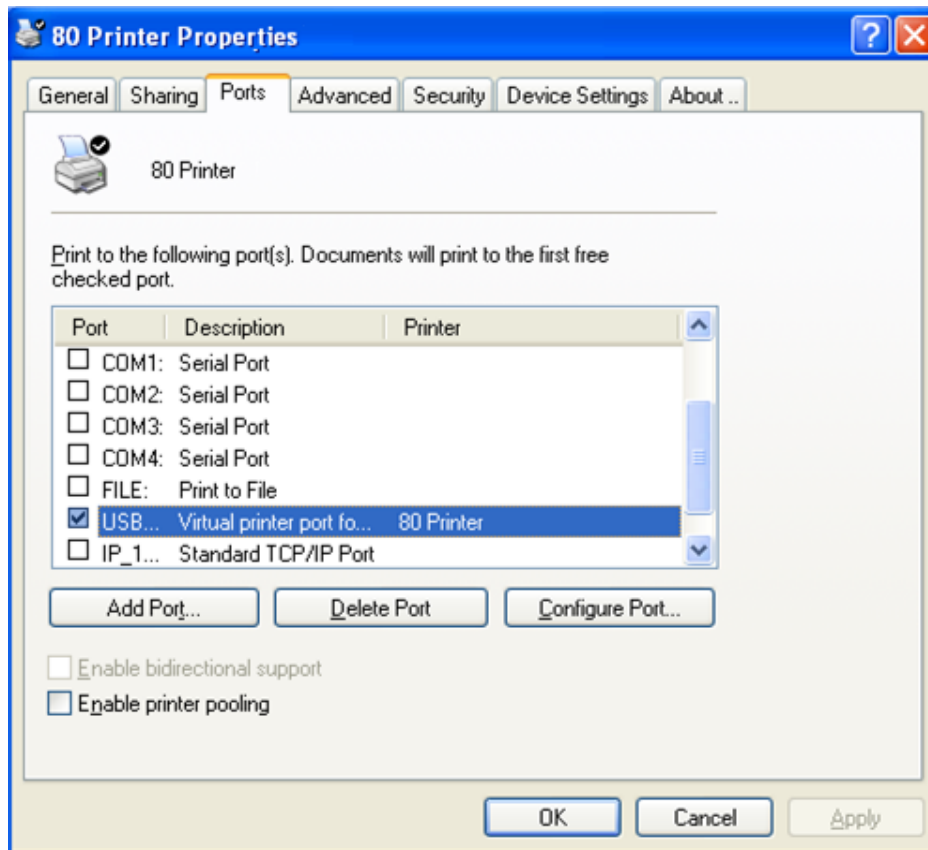 80 Printer Properties
General Sharing Ports Advanced Security Device Settings About ..
80 Printer
Print to the following port(s). Documents will print to the first free
checked port.
Port Description Printer
COM1: Serial Port
COM2: Serial Port
COM3: Serial Port
COM4: Serial Port
FILE: Print to File
USB... Virtual printer port fo... 80 Printer
IP_1... Standard TCP/IP Port
Add Port... Delete Port Configure Port...
Enable bidirectional support
Enable printer pooling
OK Cancel Apply